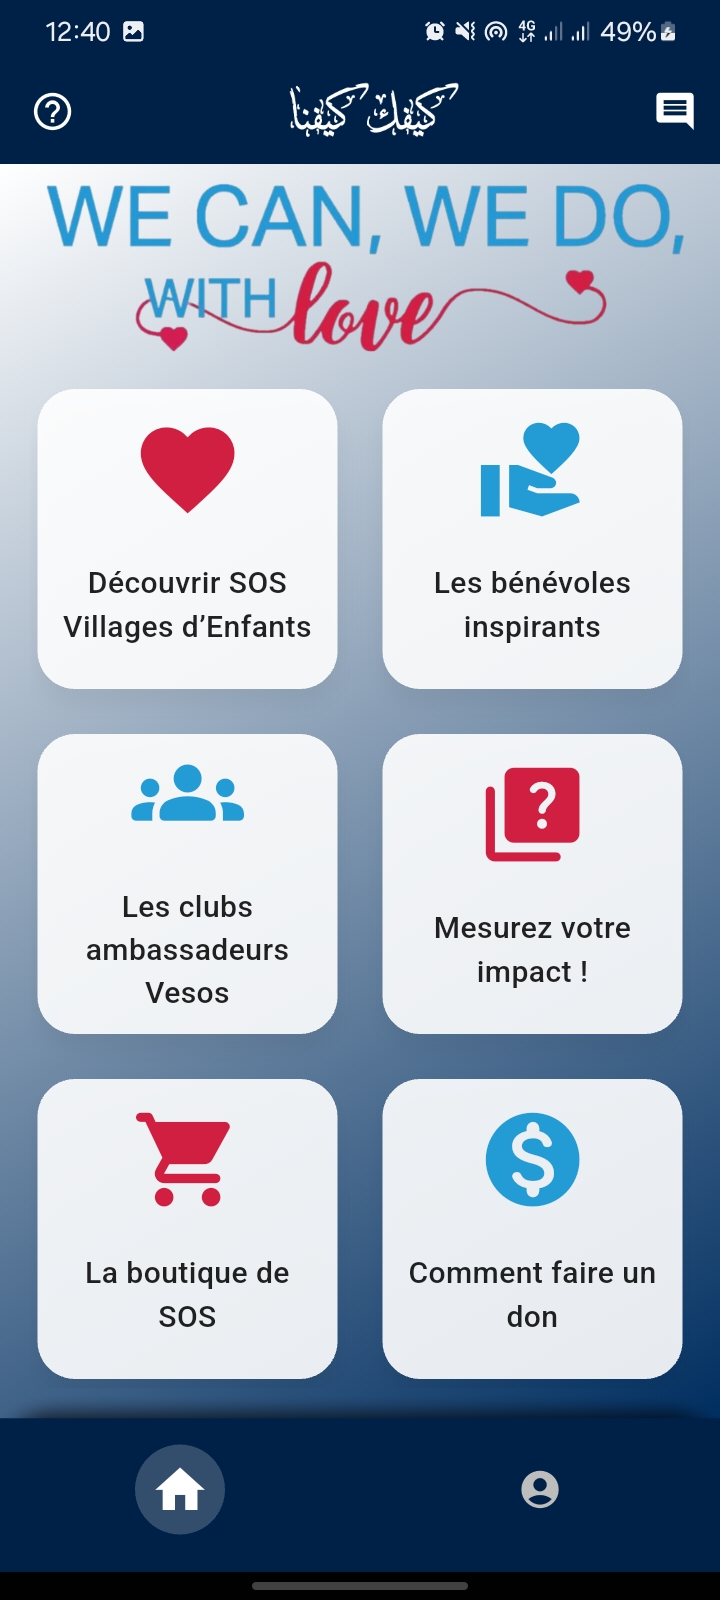 12:40
4G
49%
كيفك كيفنا
WE CAN, WE DO,
WITH love
Découvrir SOS
Villages d’Enfants
Les bénévoles
inspirants
Les clubs
ambassadeurs
Vesos
Mesurez votre
impact !
La boutique de
SOS
Comment faire un
don